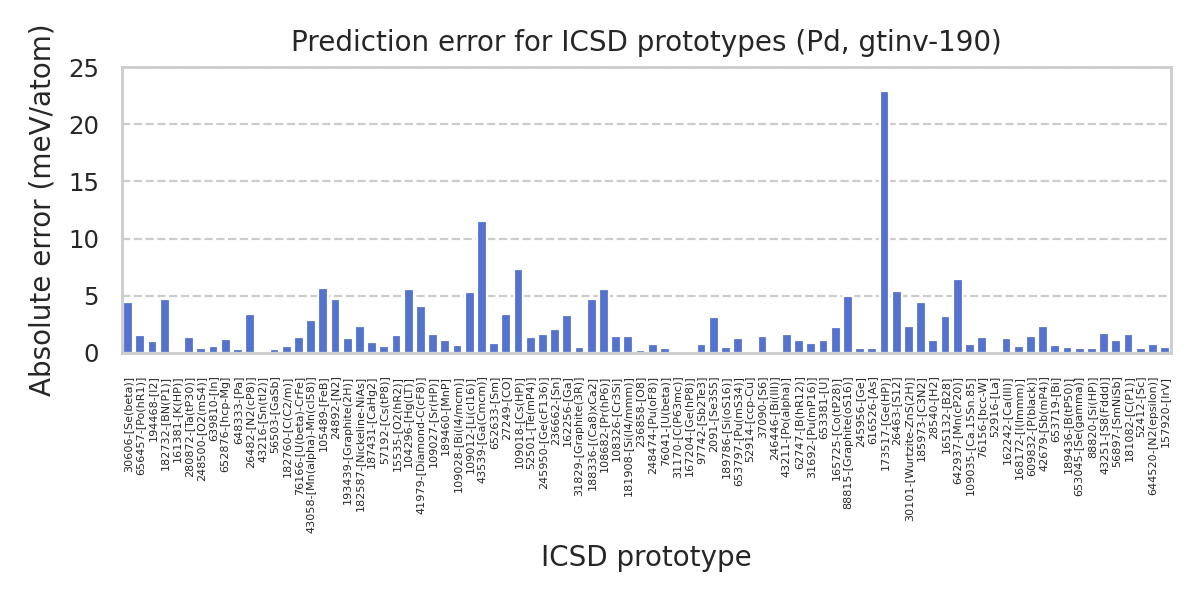 Prediction error for ICSD prototypes (Pd, gtinv-190)
Absolute error (meV/atom)
25
20
15
10
5
0
30606-[Se(beta)]
656457-[Po(hR1)]
194468-[I2]
182732-[BN(P1)]
161381-[K(HP)]
280872-[Ta(tP30)]
248500-[O2(mS4)]
639810-[In]
652876-[hcp-Mg]
648333-[Pa]
26482-[N2(cP8)]
43216-[Sn(tI2)]
56503-[GaSb]
182760-[C(C2/m)]
76166-[U(beta)-CrFe]
43058-[Mn(alpha)-Mn(cI58)]
105489-[FeB]
24892-[N2]
193439-[Graphite(2H)]
182587-[Nickeline-NiAs]
187431-[CaHg2]
57192-[Cs(tP8)]
15535-[O2(hR2)]
104296-[Hg(LT)]
41979-[Diamond-C(cF8)]
109027-[Sr(HP)]
189460-[MnP]
109028-[Bi(I4/mcm)]
109012-[Li(cI16)]
43539-[Ga(Cmcm)]
652633-[Sm]
27249-[CO]
109018-[Cs(HP)]
52501-[Te(mP4)]
245950-[Ge(cF136)]
236662-[Sn]
162256-[Ga]
31829-[Graphite(3R)]
188336-[(Ca8)xCa2]
108682-[Pr(hP6)]
108326-[Cr3Si]
181908-[Si(I4/mmm)]
236858-[O8]
248474-[Pu(oF8)]
76041-[U(beta)]
31170-[C(P63mc)]
167204-[Ge(hP8)]
97742-[Sb2Te3]
2091-[Se3S5]
189786-[Si(oS16)]
653797-[Pu(mS34)]
52914-[ccp-Cu]
37090-[S6]
246446-[Bi(III)]
43211-[Po(alpha)]
62747-[B(hR12)]
31692-[Pu(mP16)]
653381-[U]
165725-[Co(tP28)]
88815-[Graphite(oS16)]
245956-[Ge]
616526-[As]
173517-[Ge(HP)]
26463-[S12]
30101-[Wurtzite-ZnS(2H)]
185973-[C3N2]
28540-[H2]
165132-[B28]
642937-[Mn(cP20)]
109035-[Ca.15Sn.85]
76156-[bcc-W]
52916-[La]
162242-[Ca(III)]
168172-[I(Immm)]
609832-[P(black)]
42679-[Sb(mP4)]
653719-[Bi]
189436-[B(tP50)]
653045-[Se(gamma)]
88820-[Si(HP)]
43251-[S8(Fddd)]
56897-[SmNiSb]
181082-[C(P1)]
52412-[Sc]
644520-[N2(epsilon)]
157920-[IrV]
ICSD prototype